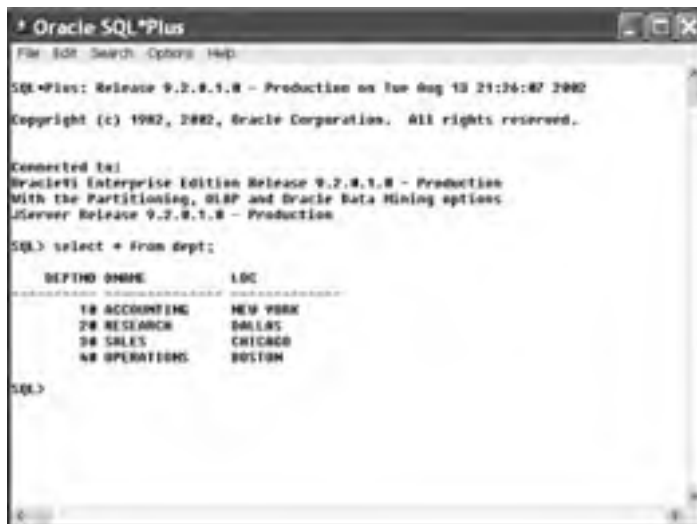 * Oracle SQL*Plus
File Edit Search Options Help
SQL*Plus: Release 9.2.0.1.0 - Production on Tue Aug 13 21:26:07 2002
Copyright (c) 1982, 2002, Oracle Corporation.  All rights reserved.
Connected to:
Oracle9i Enterprise Edition Release 9.2.0.1.0 - Production
With the Partitioning, OLAP and Oracle Data Mining options
JServer Release 9.2.0.1.0 - Production
SQL> select * from dept;
DEPTNO DNAME LOC
---------- -------------- -------------
10 ACCOUNTING NEW YORK
20 RESEARCH DALLAS
30 SALES CHICAGO
40 OPERATIONS BOSTON
SQL>